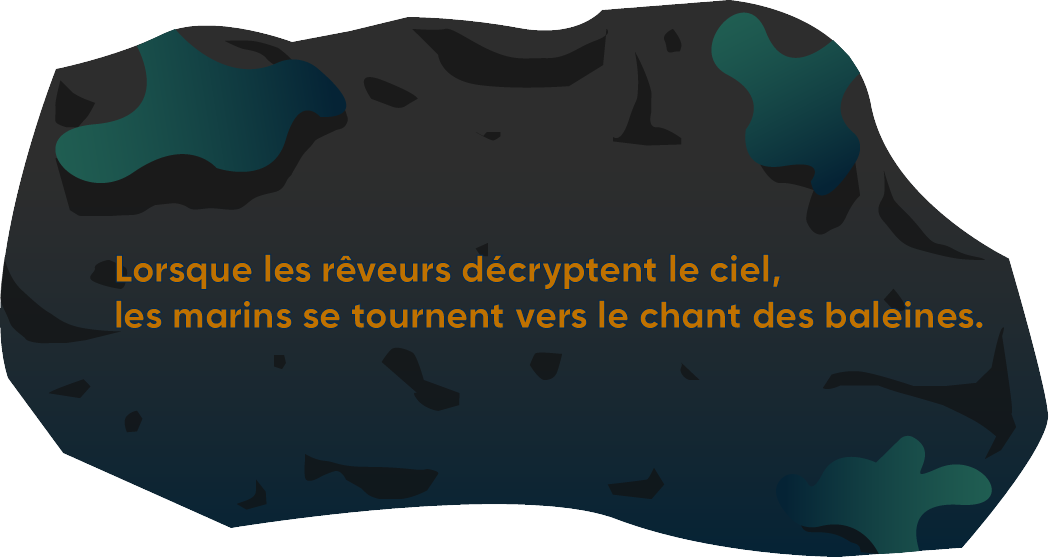 Lorsque les rêveurs décryptent le ciel,
les marins se tournent vers le chant des baleines.